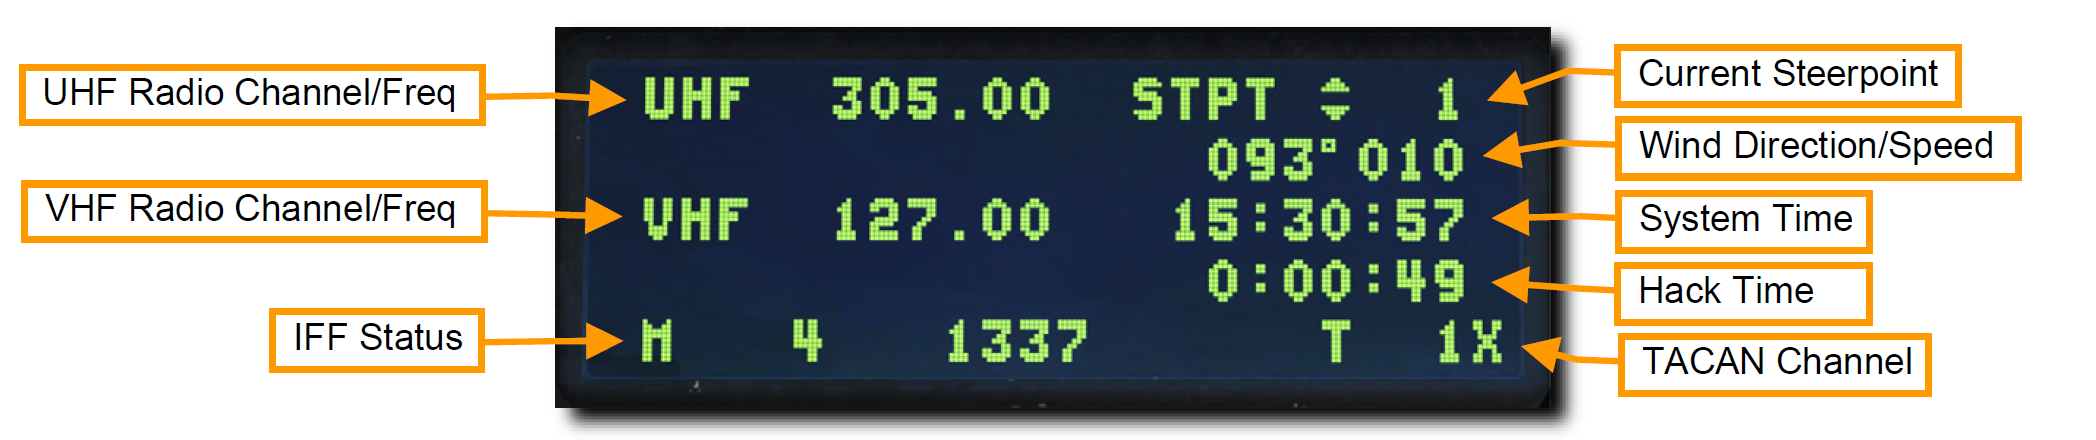 UHF Radio Channel/Freq
UHF 305.00 STPT 1
Current Steerpoint
093° 010
Wind Direction/Speed
VHF Radio Channel/Freq
VHF 127.00 15:30:57
System Time
0:00:49
Hack Time
IFF Status
M 4 1337 T 1X
TACAN Channel